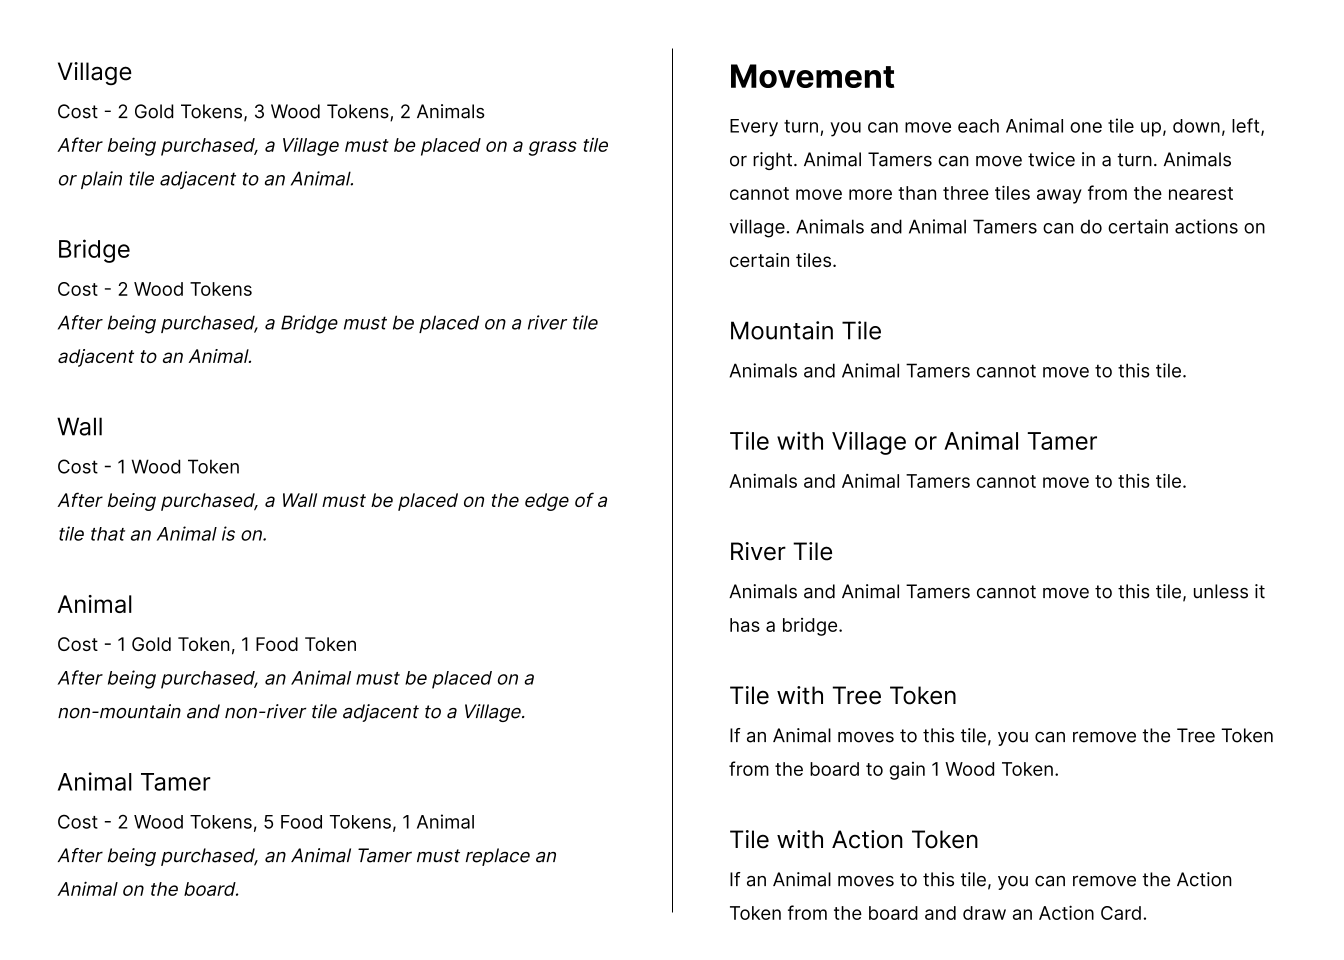 Village
Cost - 2 Gold Tokens, 3 Wood Tokens, 2 Animals
After being purchased, a Village must be placed on a grass tile
or plain tile adjacent to an Animal.
Bridge
Cost - 2 Wood Tokens
After being purchased, a Bridge must be placed on a river tile
adjacent to an Animal.
Wall
Cost - 1 Wood Token
After being purchased, a Wall must be placed on the edge of a
tile that an Animal is on.
Animal
Cost - 1 Gold Token, 1 Food Token
After being purchased, an Animal must be placed on a
non-mountain and non-river tile adjacent to a Village.
Animal Tamer
Cost - 2 Wood Tokens, 5 Food Tokens, 1 Animal
After being purchased, an Animal Tamer must replace an
Animal on the board.
Movement
Every turn, you can move each Animal one tile up, down, left,
or right. Animal Tamers can move twice in a turn. Animals
cannot move more than three tiles away from the nearest
village. Animals and Animal Tamers can do certain actions on
certain tiles.
Mountain Tile
Animals and Animal Tamers cannot move to this tile.
Tile with Village or Animal Tamer
Animals and Animal Tamers cannot move to this tile.
River Tile
Animals and Animal Tamers cannot move to this tile, unless it
has a bridge.
Tile with Tree Token
If an Animal moves to this tile, you can remove the Tree Token
from the board to gain 1 Wood Token.
Tile with Action Token
If an Animal moves to this tile, you can remove the Action
Token from the board and draw an Action Card.